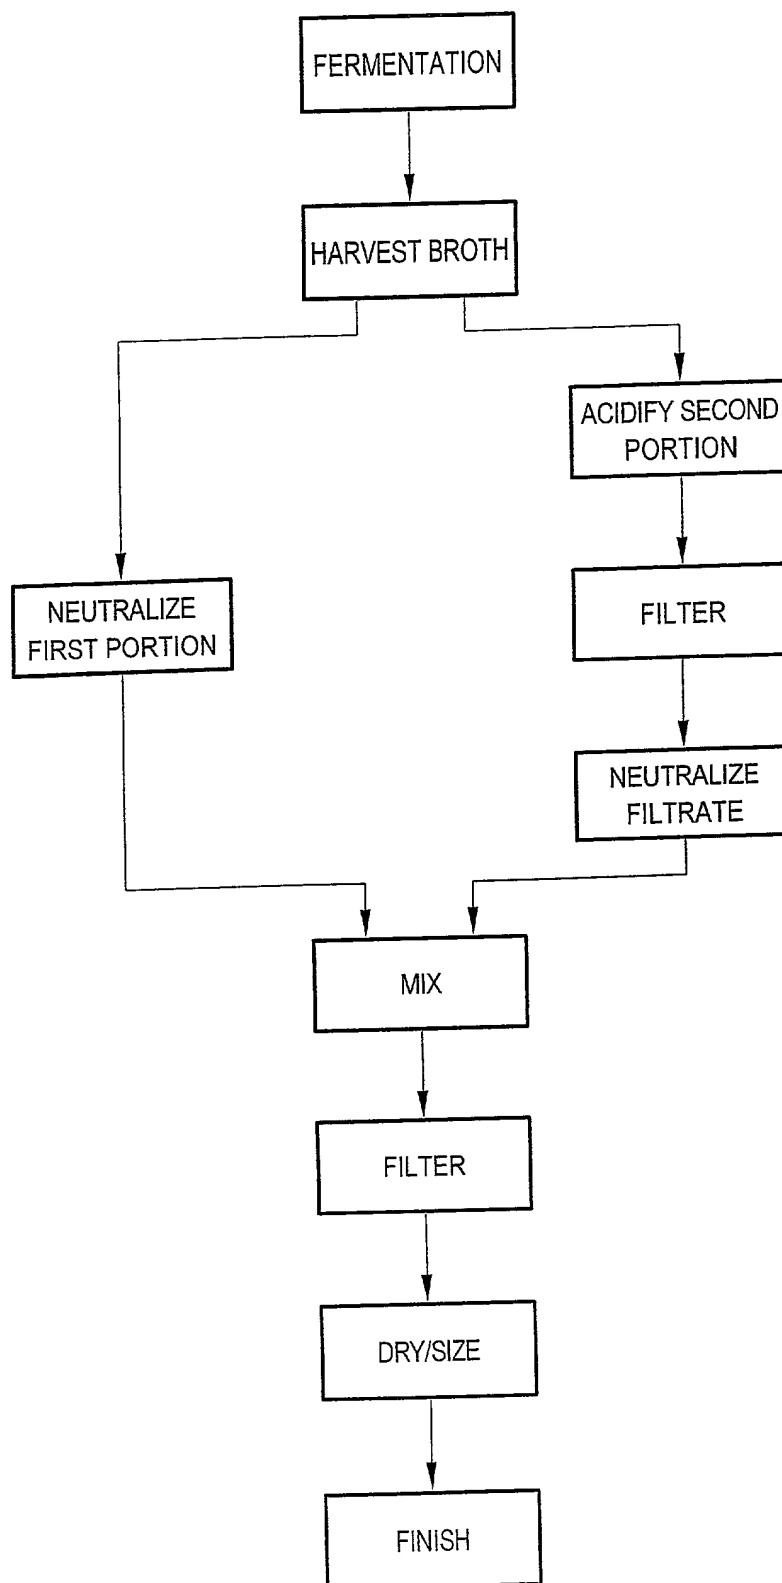 FERMENTATION
HARVEST BROTH
ACIDIFY SECOND
PORTION
NEUTRALIZE
FIRST PORTION
FILTER
NEUTRALIZE
FILTRATE
MIX
FILTER
DRY/SIZE
FINISH